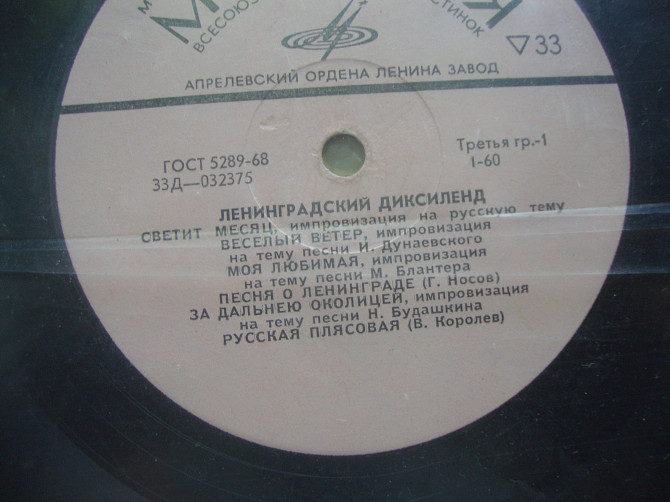 ВСЕСОЮЗ
АПРЕЛЕВСКИЙ ОРДЕНА ЛЕНИНА ЗАВОД
▽33
ГОСТ 5289-68
33Д—032375
Третья гр.-1
I-60
ЛЕНИНГРАДСКИЙ ДИКСИЛЕНД
СВЕТИТ МЕСЯЦ, импровизация на русскую тему
ВЕСЕЛЫЙ ВЕТЕР, импровизация
на тему песни И. Дунаевского
МОЯ ЛЮБИМАЯ, импровизация
на тему песни М. Блантера
ПЕСНЯ О ЛЕНИНГРАДЕ (Г. Носов)
ЗА ДАЛЬНЕЮ ОКОЛИЦЕЙ, импровизация
на тему песни Н. Будашкина
РУССКАЯ ПЛЯСОВАЯ (В. Королев)